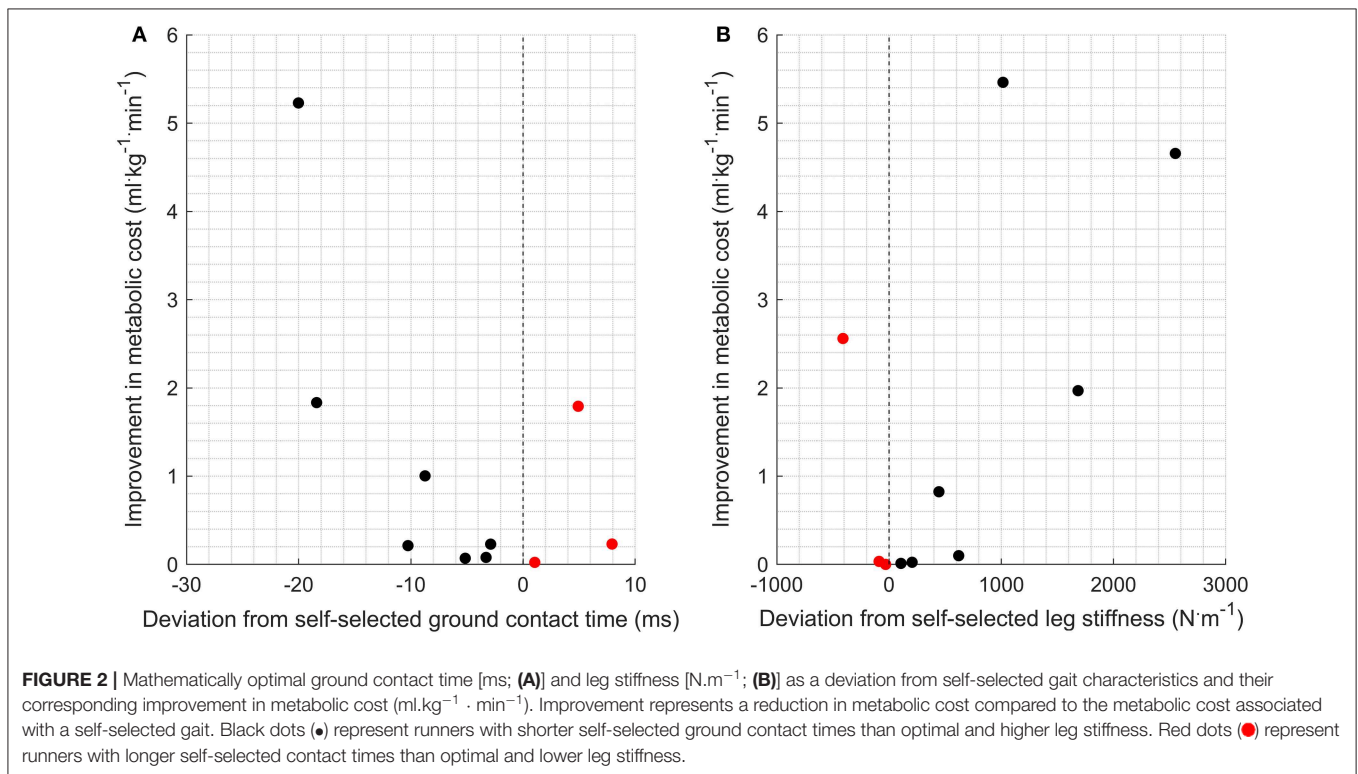 A
6
5
4
3
2
1
0
Improvement in metabolic cost (ml·kg⁻¹·min⁻¹)
-30 -20 -10 0 10
Deviation from self-selected ground contact time (ms)
B
6
5
4
3
2
1
0
Improvement in metabolic cost (ml·kg⁻¹·min⁻¹)
-1000 0 1000 2000 3000
Deviation from self-selected leg stiffness (N·m⁻¹)
FIGURE 2 | Mathematically optimal ground contact time [ms; (A)] and leg stiffness [N.m⁻¹; (B)] as a deviation from self-selected gait characteristics and their
corresponding improvement in metabolic cost (ml.kg⁻¹ · min⁻¹). Improvement represents a reduction in metabolic cost compared to the metabolic cost associated
with a self-selected gait. Black dots (●) represent runners with shorter self-selected ground contact times than optimal and higher leg stiffness. Red dots (●) represent
runners with longer self-selected contact times than optimal and lower leg stiffness.